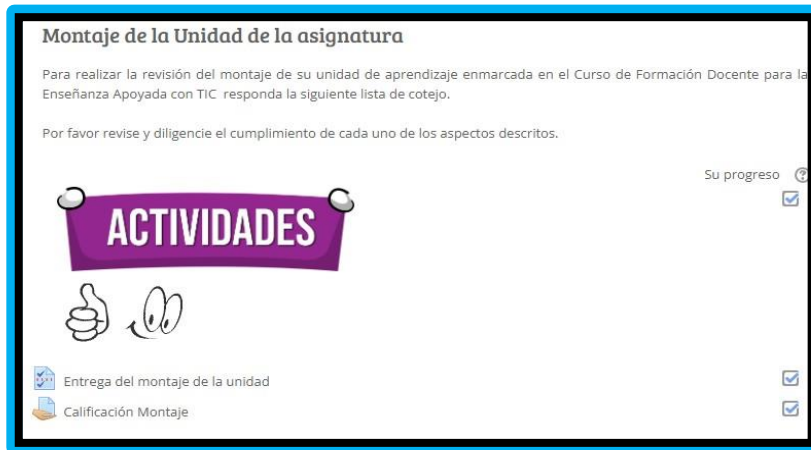 Montaje de la Unidad de la asignatura
Para realizar la revisión del montaje de su unidad de aprendizaje enmarcada en el Curso de Formación Docente para la
Enseñanza Apoyada con TIC responda la siguiente lista de cotejo.
Por favor revise y diligencie el cumplimiento de cada uno de los aspectos descritos.
Su progreso
ACTIVIDADES
Entrega del montaje de la unidad
Calificación Montaje